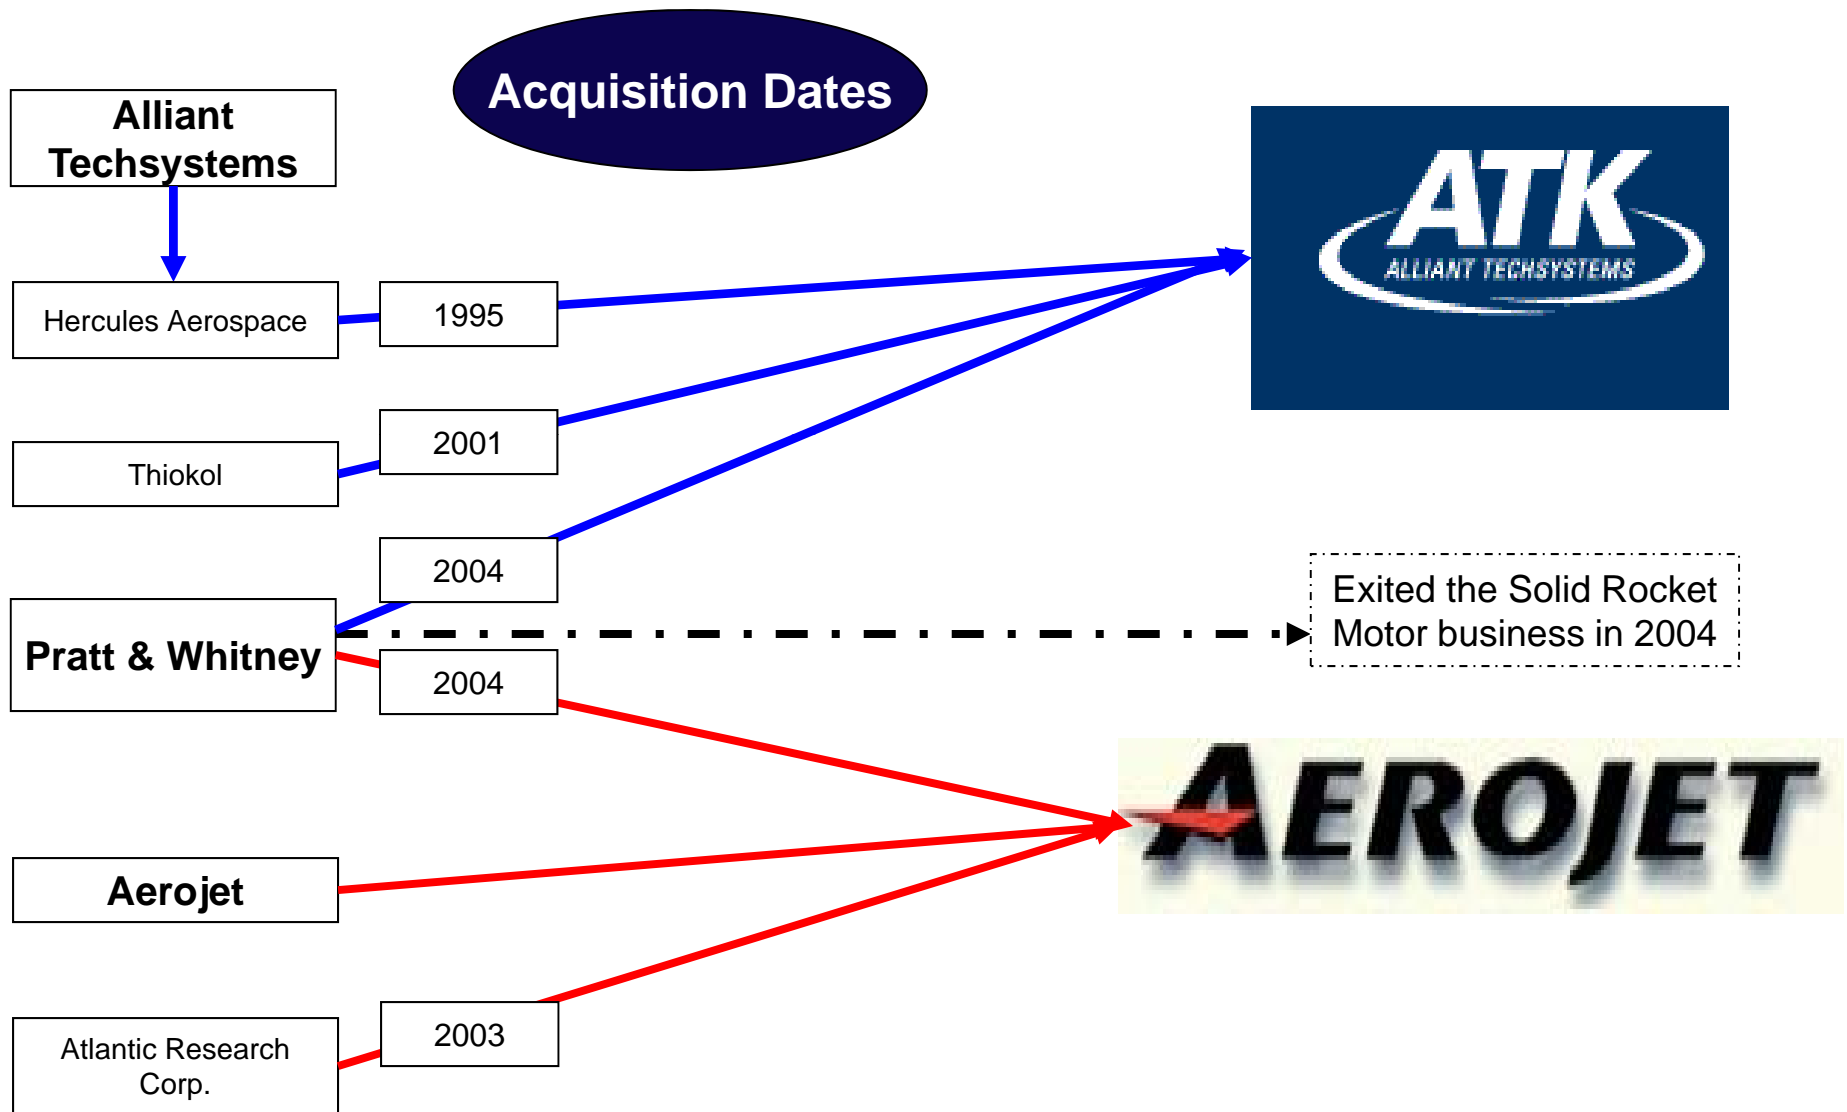 Acquisition Dates
Alliant
Techsystems
ATK
ALLIANT TECHSYSTEMS
Hercules Aerospace
1995
Thiokol
2001
2004
Exited the Solid Rocket
Motor business in 2004
Pratt & Whitney
2004
AEROJET
Aerojet
2003
Atlantic Research
Corp.